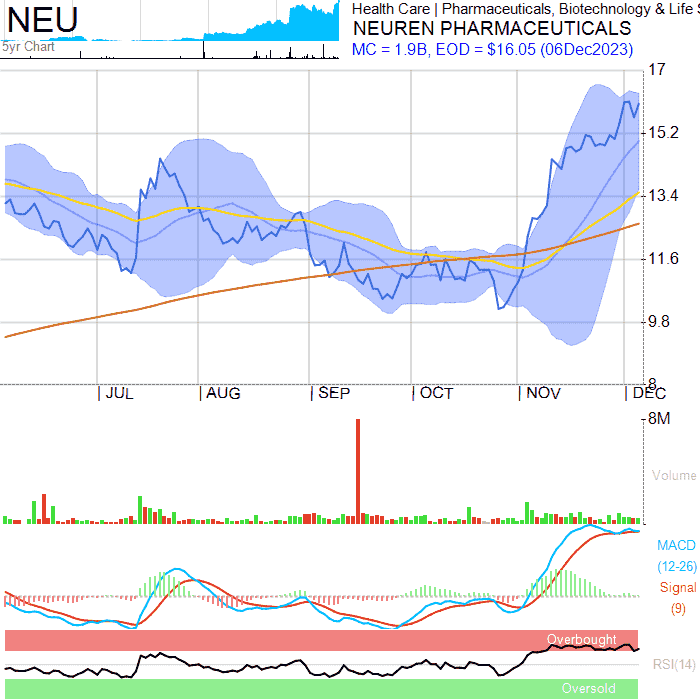 NEU
5yr Chart
Health Care | Pharmaceuticals, Biotechnology & Life S
NEUREN PHARMACEUTICALS
MC = 1.9B, EOD = $16.05 (06Dec2023)
17
15.2
13.4
11.6
9.8
8
JUL AUG SEP OCT NOV DEC
8M
Volume
MACD
(12-26)
Signal
(9)
Overbought
RSI(14)
Oversold